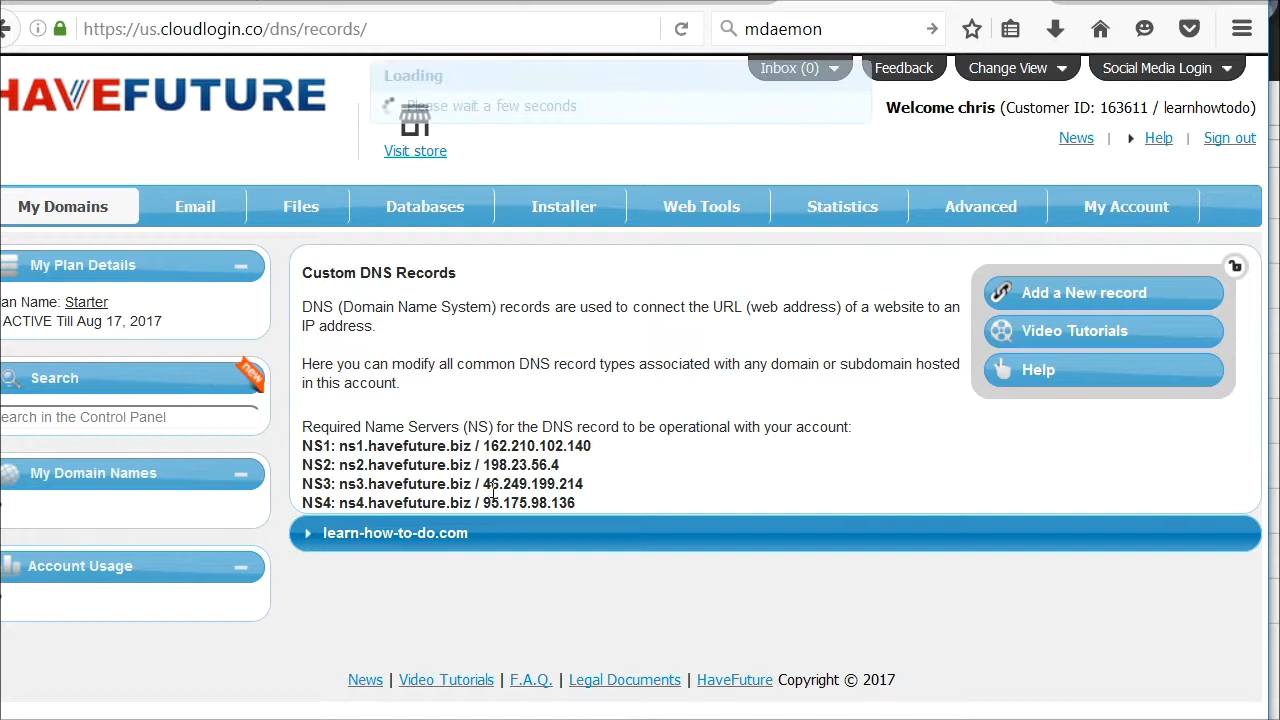 https://us.cloudlogin.co/dns/records/
mdaemon
HAVEFUTURE
Loading
Please wait a few seconds
Visit store
Inbox (0)
Feedback
Change View
Social Media Login
Welcome chris (Customer ID: 163611 / learnhowtodo)
News | Help | Sign out
My Domains
Email
Files
Databases
Installer
Web Tools
Statistics
Advanced
My Account
My Plan Details
an Name: Starter
ACTIVE Till Aug 17, 2017
Search
new
earch in the Control Panel
My Domain Names
Account Usage
Custom DNS Records
DNS (Domain Name System) records are used to connect the URL (web address) of a website to an
IP address.
Here you can modify all common DNS record types associated with any domain or subdomain hosted
in this account.
Required Name Servers (NS) for the DNS record to be operational with your account:
NS1: ns1.havefuture.biz / 162.210.102.140
NS2: ns2.havefuture.biz / 198.23.56.4
NS3: ns3.havefuture.biz / 46.249.199.214
NS4: ns4.havefuture.biz / 95.175.98.136
Add a New record
Video Tutorials
Help
learn-how-to-do.com
News | Video Tutorials | F.A.Q. | Legal Documents | HaveFuture Copyright © 2017